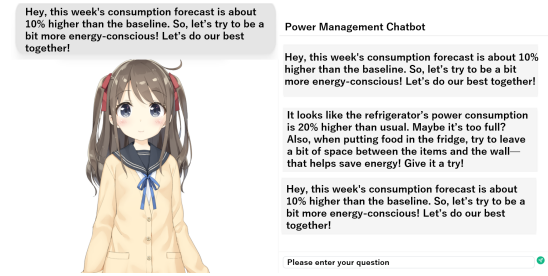 Hey, this week's consumption forecast is about
10% higher than the baseline. So, let's try to be a
bit more energy-conscious! Let's do our best
together!
Power Management Chatbot
Hey, this week's consumption forecast is about 10%
higher than the baseline. So, let's try to be a bit
more energy-conscious! Let's do our best together!
It looks like the refrigerator's power consumption
is 20% higher than usual. Maybe it's too full?
Also, when putting food in the fridge, try to leave
a bit of space between the items and the wall—
that helps save energy! Give it a try!
Hey, this week's consumption forecast is about
10% higher than the baseline. So, let's try to be a
bit more energy-conscious! Let's do our best
together!
Please enter your question